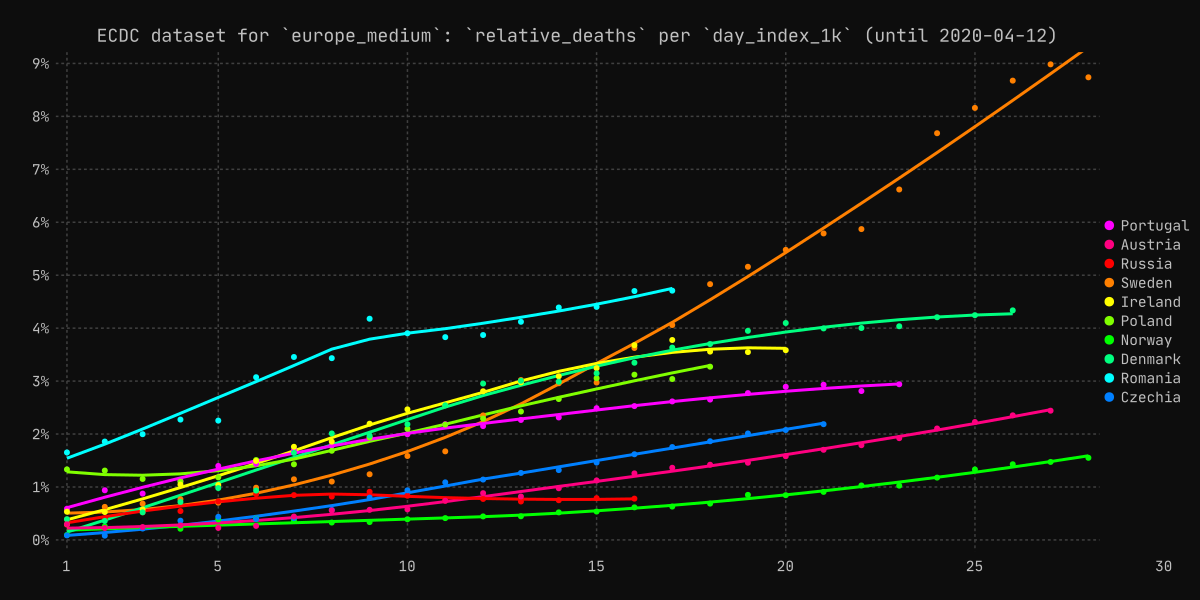 ECDC dataset for `europe_medium`: `relative_deaths` per `day_index_1k` (until 2020-04-12)
9%
8%
7%
6%
5%
4%
3%
2%
1%
0%
1 5 10 15 20 25 30
Portugal
Austria
Russia
Sweden
Ireland
Poland
Norway
Denmark
Romania
Czechia